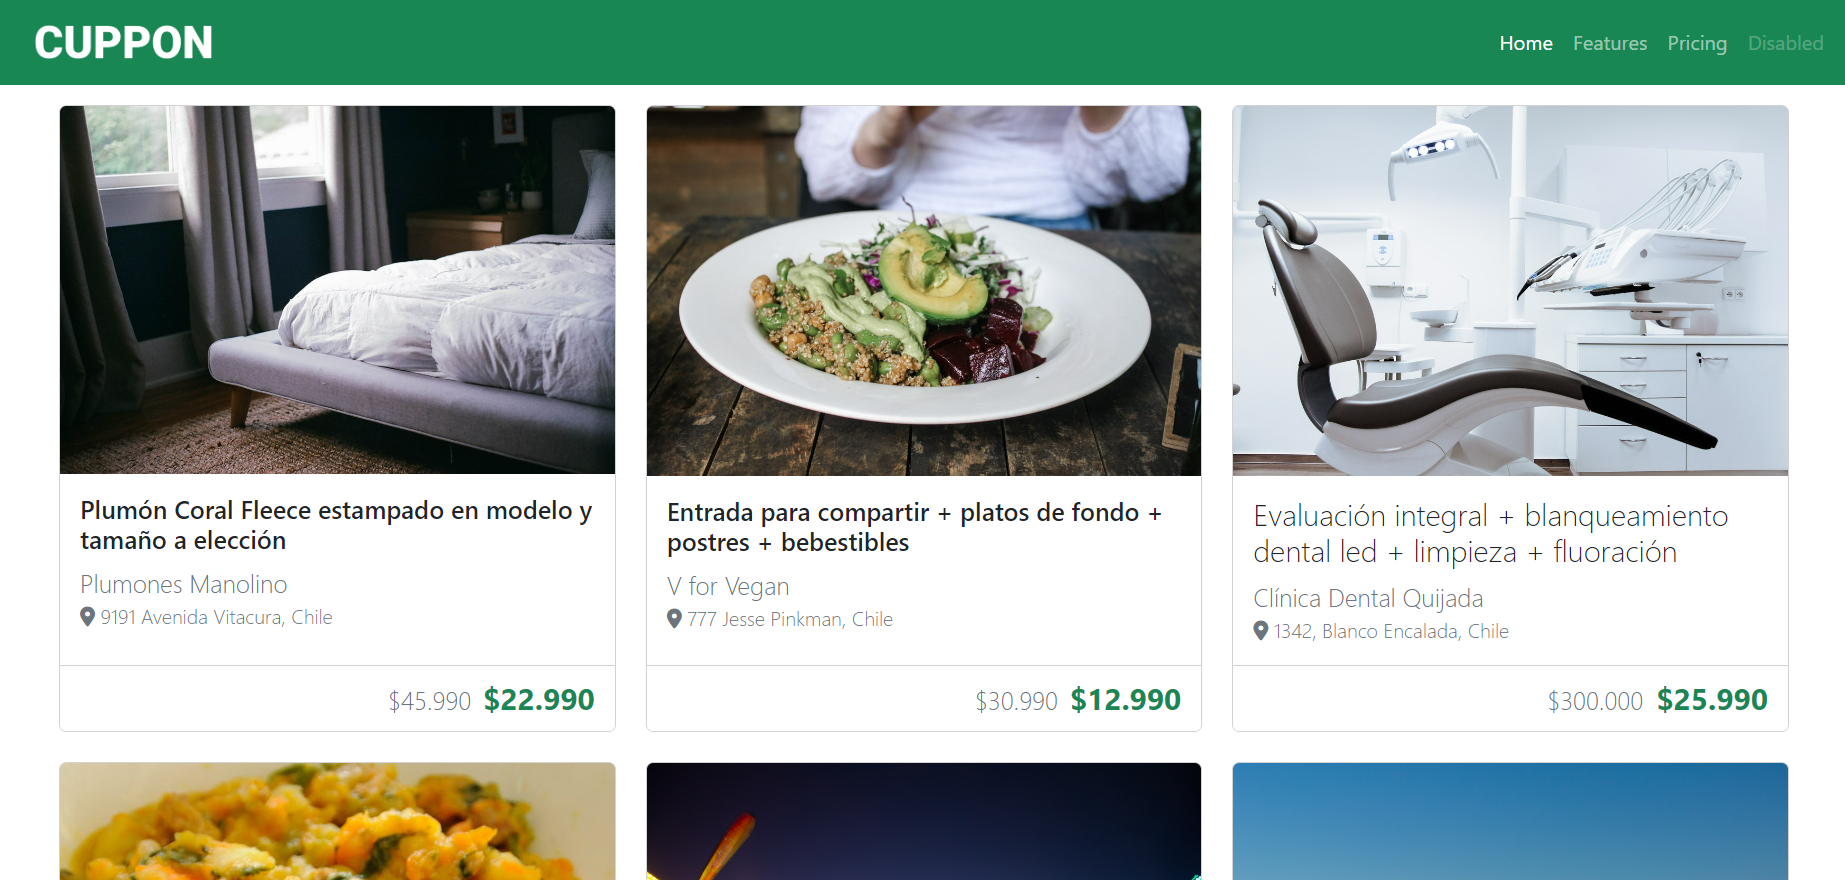 CUPPON
Home Features Pricing Disabled
Plumón Coral Fleece estampado en modelo y
tamaño a elección
Plumones Manolino
9191 Avenida Vitacura, Chile
$45.990 $22.990
Entrada para compartir + platos de fondo +
postres + bebestibles
V for Vegan
777 Jesse Pinkman, Chile
$30.990 $12.990
Evaluación integral + blanqueamiento
dental led + limpieza + fluoración
Clínica Dental Quijada
1342, Blanco Encalada, Chile
$300.000 $25.990